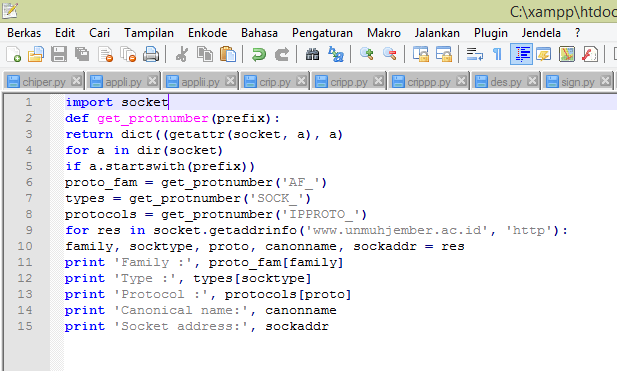 C:\xampp\htdoc
Berkas Edit Cari Tampilan Enkode Bahasa Pengaturan Makro Jalankan Plugin Jendela ?
chiper.py appli.py applii.py crip.py cripp.py crippp.py des.py sign.py
1 import socket
2 def get_protnumber(prefix):
3 return dict((getattr(socket, a), a)
4 for a in dir(socket)
5 if a.startswith(prefix))
6 proto_fam = get_protnumber('AF_')
7 types = get_protnumber('SOCK_')
8 protocols = get_protnumber('IPPROTO_')
9 for res in socket.getaddrinfo('www.unmuhjember.ac.id', 'http'):
10 family, socktype, proto, canonname, sockaddr = res
11 print 'Family :', proto_fam[family]
12 print 'Type :', types[socktype]
13 print 'Protocol :', protocols[proto]
14 print 'Canonical name:', canonname
15 print 'Socket address:', sockaddr